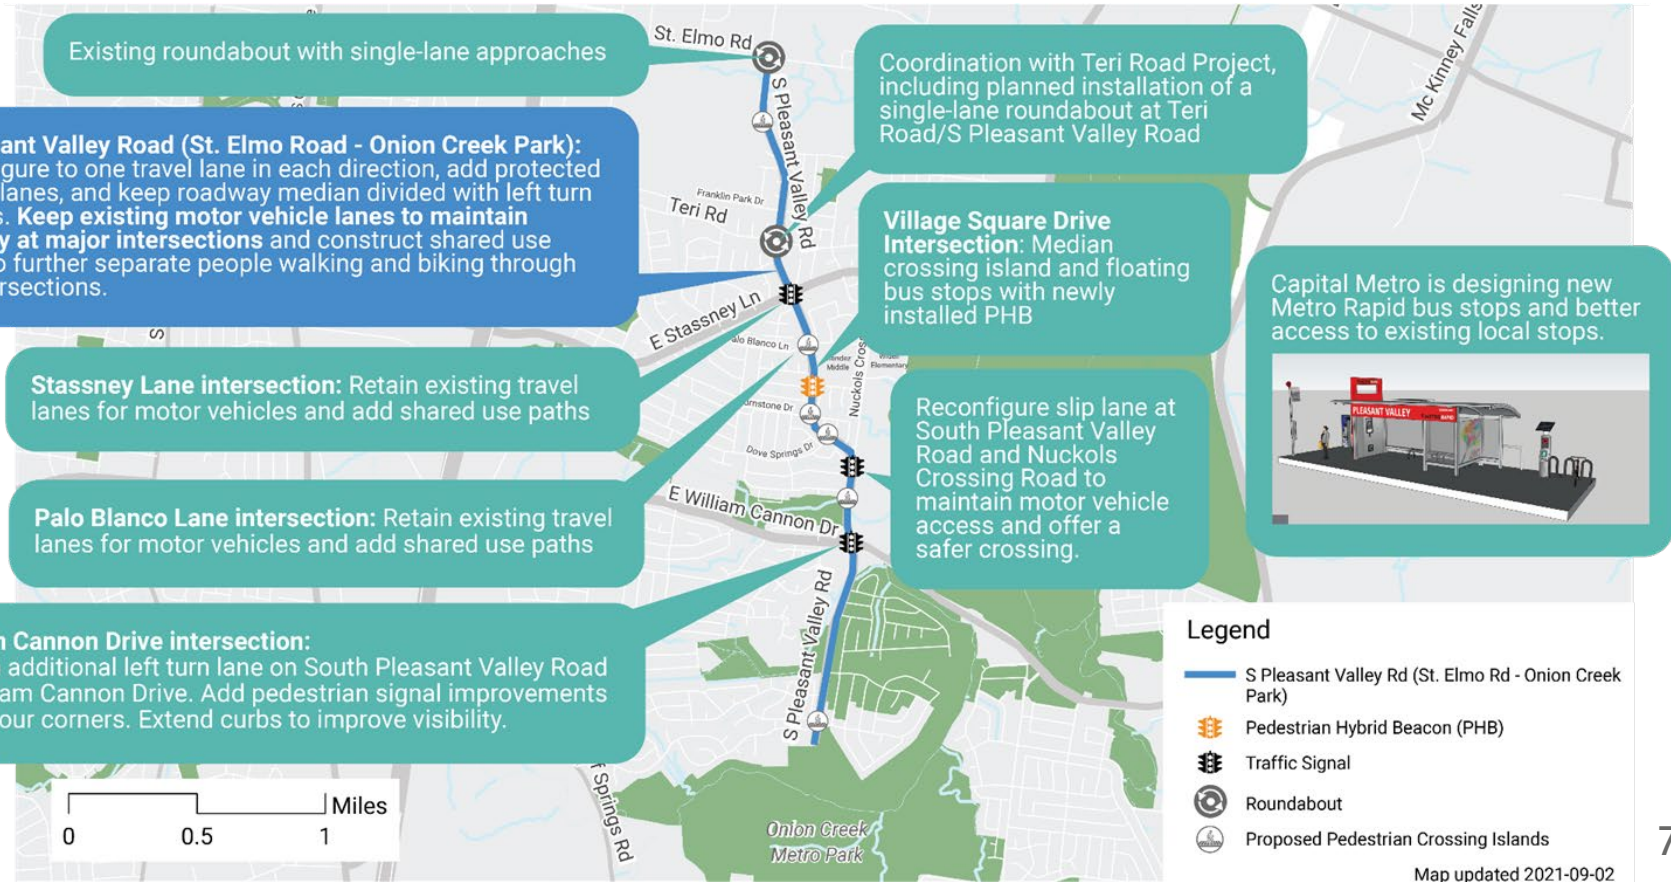 Existing roundabout with single-lane approaches
St. Elmo Rd
S Pleasant Valley Rd
Coordination with Teri Road Project,
including planned installation of a
single-lane roundabout at Teri
Road/S Pleasant Valley Road
Mc Kinney Falls
ant Valley Road (St. Elmo Road - Onion Creek Park):
gure to one travel lane in each direction, add protected
lanes, and keep roadway median divided with left turn
s. Keep existing motor vehicle lanes to maintain
y at major intersections and construct shared use
o further separate people walking and biking through
rsections.
Franklin Park Dr
Teri Rd
Village Square Drive
Intersection: Median
crossing island and floating
bus stops with newly
installed PHB
E Stassney Ln
Capital Metro is designing new
Metro Rapid bus stops and better
access to existing local stops.
PLEASANT VALLEY
S
alo Blanco Ln
Middle
Elementary
Nuckols Cros
Stassney Lane intersection: Retain existing travel
lanes for motor vehicles and add shared use paths
rnstone Dr
Dove Springs Dr
Reconfigure slip lane at
South Pleasant Valley
Road and Nuckols
Crossing Road to
maintain motor vehicle
access and offer a
safer crossing.
E William Cannon Dr
Palo Blanco Lane intersection: Retain existing travel
lanes for motor vehicles and add shared use paths
S Pleasant Valley Rd
m Cannon Drive intersection:
additional left turn lane on South Pleasant Valley Road
am Cannon Drive. Add pedestrian signal improvements
our corners. Extend curbs to improve visibility.
f Springs Rd
Onion Creek
Metro Park
Miles
0 0.5 1
Legend
S Pleasant Valley Rd (St. Elmo Rd - Onion Creek
Park)
Pedestrian Hybrid Beacon (PHB)
Traffic Signal
Roundabout
Proposed Pedestrian Crossing Islands
Map updated 2021-09-02
7